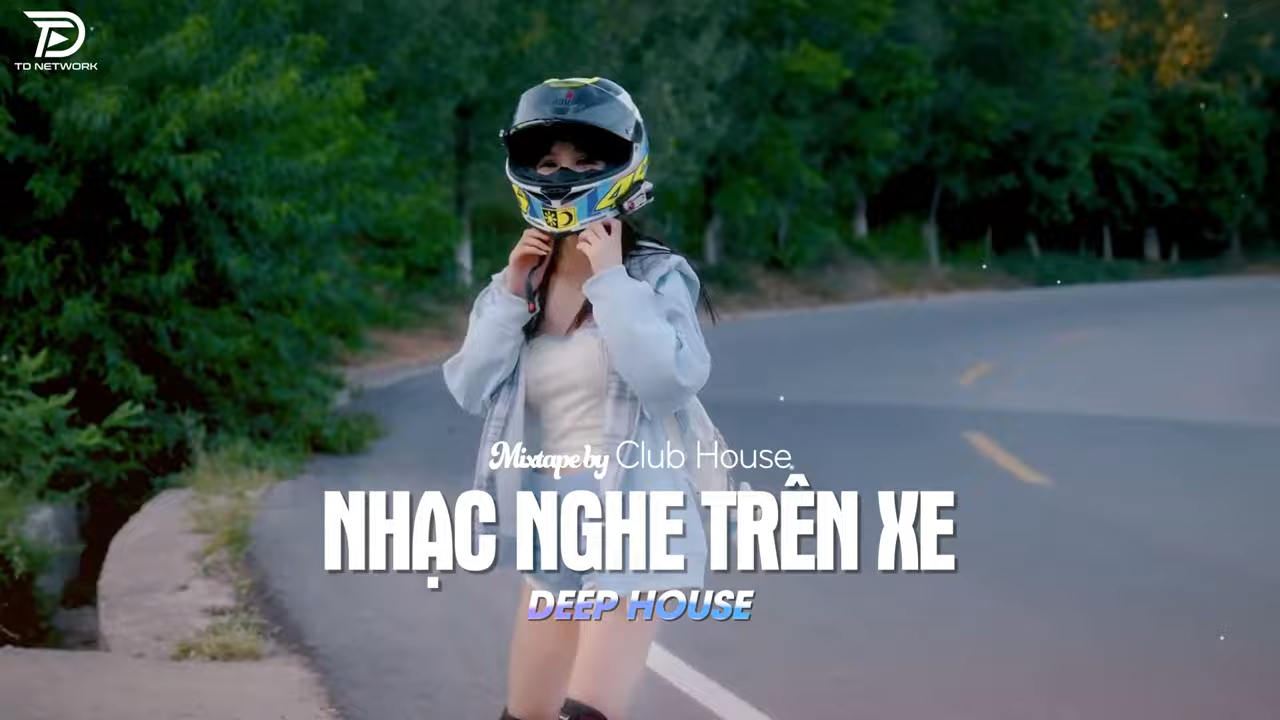 TD NETWORK
Mixtape by Club House
NHẠC NGHE TRÊN XE
DEEP HOUSE